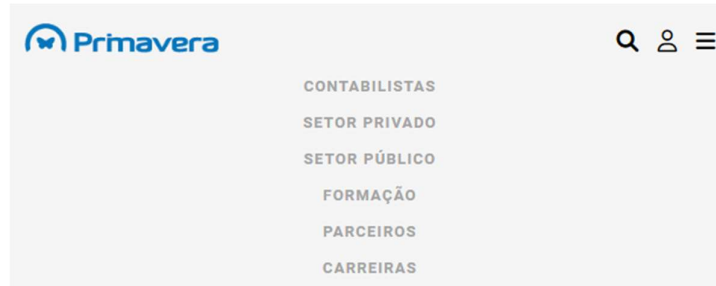 Primavera
CONTABILISTAS
SETOR PRIVADO
SETOR PÚBLICO
FORMAÇÃO
PARCEIROS
CARREIRAS